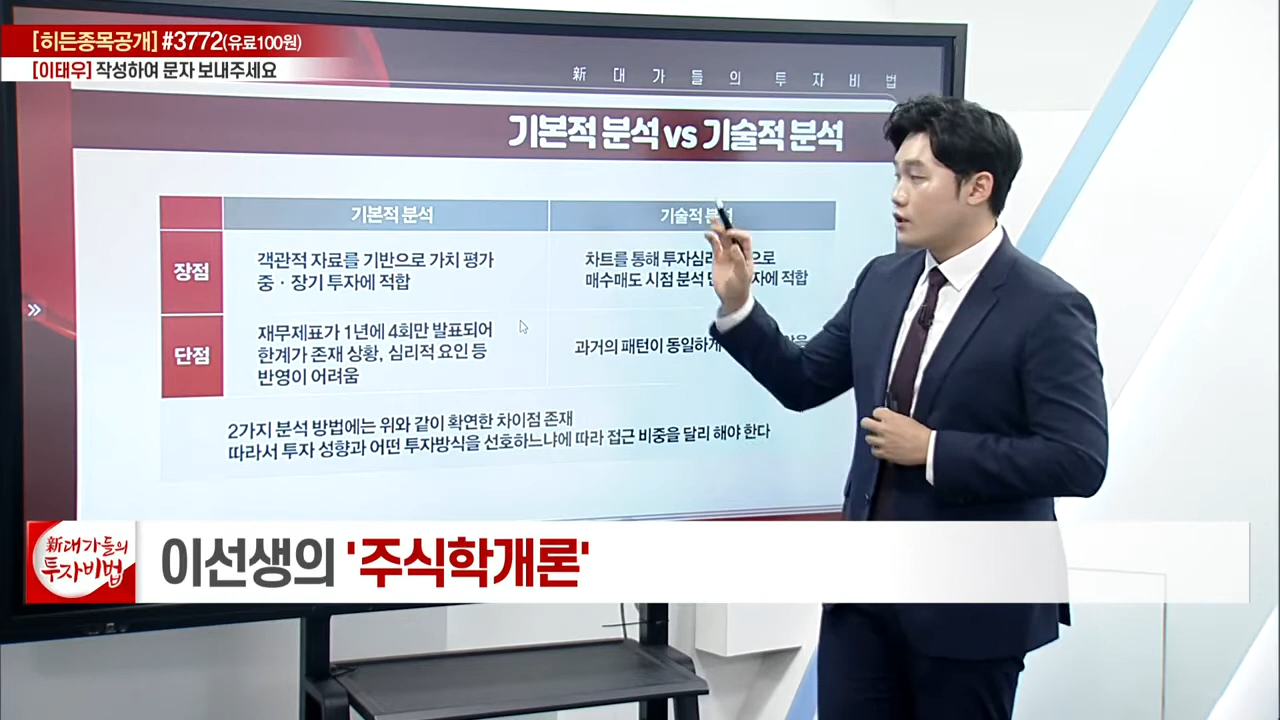 [히든종목공개] #3772(유료100원)
[이태우] 작성하여 문자 보내주세요
新대가들의투자비법
기본적 분석 vs 기술적 분석
기본적 분석
기술적
장점
객관적 자료를 기반으로 가치 평가
중·장기 투자에 적합
차트를 통해
매수매도 시점 분석 적합
단점
재무제표가 1년에 4회만 발표되어
한계가 존재 상황, 심리적 요인 등
반영이 어려움
과거의 패턴이
2가지 분석 방법에는 위와 같이 확연한 차이점 존재
따라서 투자 성향과 어떤 투자방식을 선호하느냐에 따라 접근 비중을 달리 해야 한다
新대가들의
투자비법
이선생의 '주식학개론'